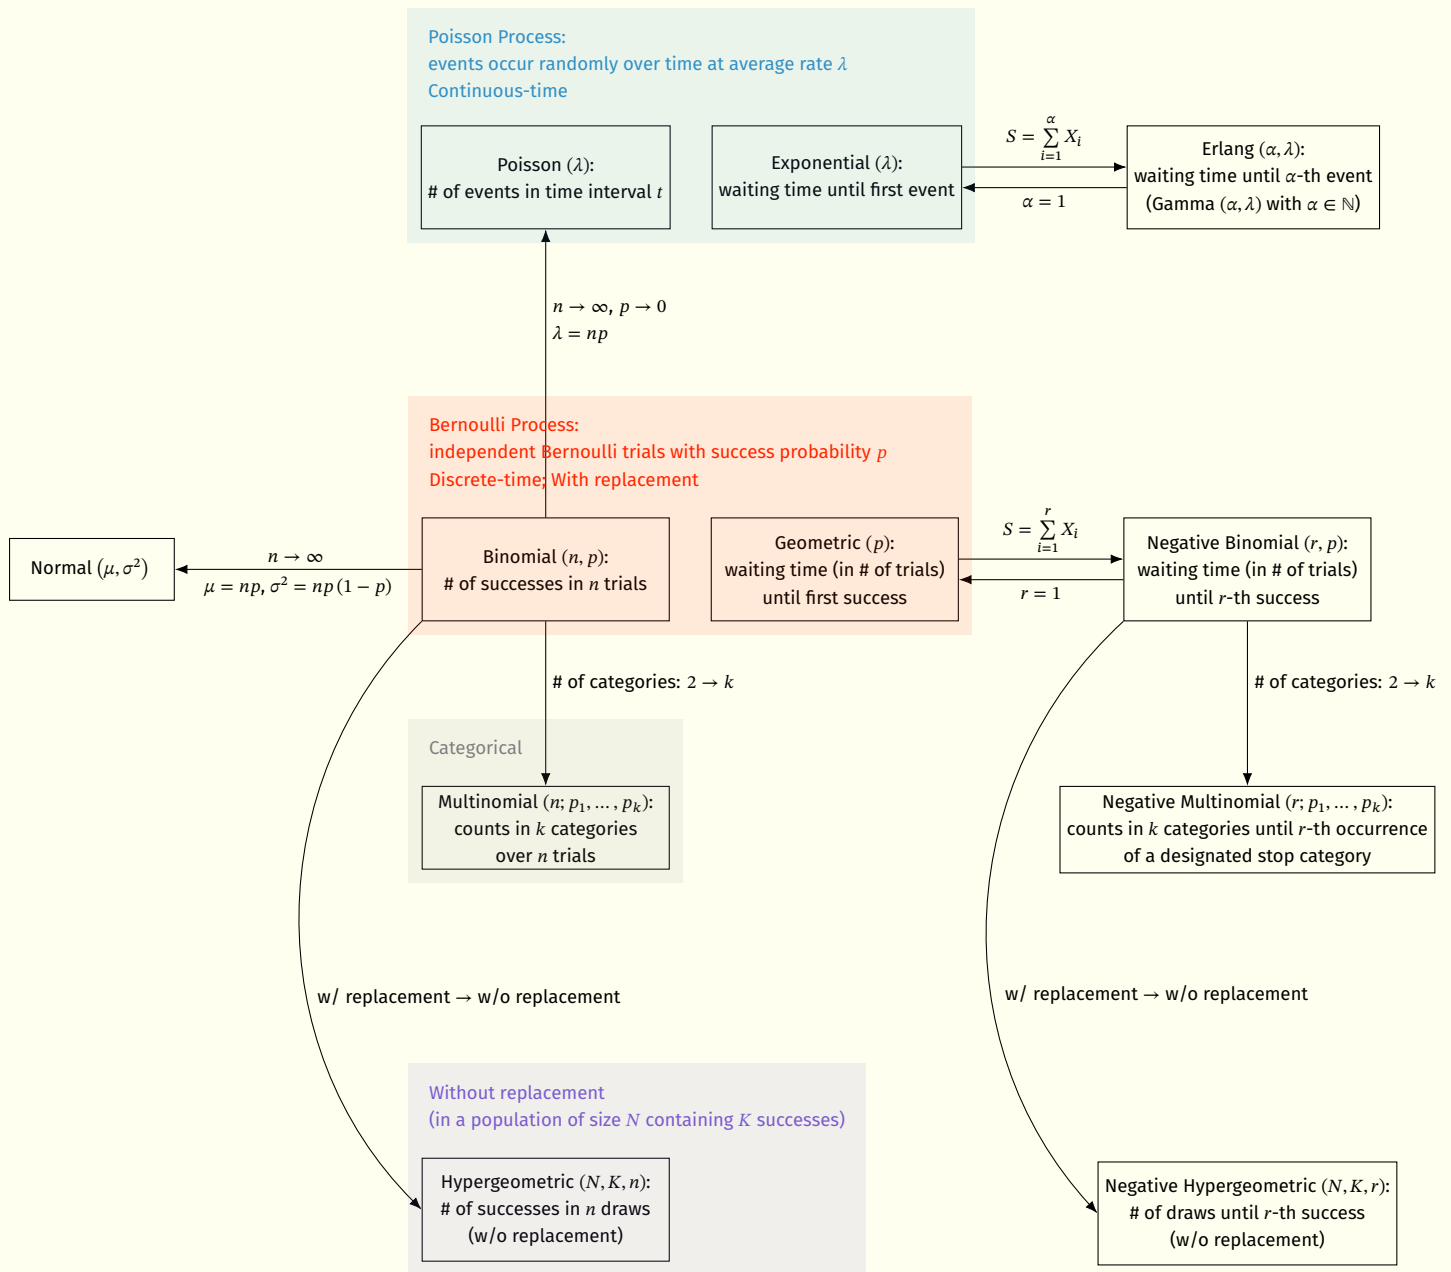 Poisson Process:
events occur randomly over time at average rate λ
Continuous-time
Poisson (λ):
# of events in time interval t
Exponential (λ):
waiting time until first event
S = ∑_{i=1}^{α} X_i
α = 1
Erlang (α, λ):
waiting time until α-th event
(Gamma (α, λ) with α ∈ ℕ)
n → ∞, p → 0
λ = np
Bernoulli Process:
independent Bernoulli trials with success probability p
Discrete-time; With replacement
Normal (μ, σ²)
n → ∞
μ = np, σ² = np (1 − p)
Binomial (n, p):
# of successes in n trials
Geometric (p):
waiting time (in # of trials)
until first success
S = ∑_{i=1}^{r} X_i
r = 1
Negative Binomial (r, p):
waiting time (in # of trials)
until r-th success
# of categories: 2 → k
# of categories: 2 → k
Categorical
Multinomial (n; p₁, … , p_k):
counts in k categories
over n trials
Negative Multinomial (r; p₁, … , p_k):
counts in k categories until r-th occurrence
of a designated stop category
w/ replacement → w/o replacement
w/ replacement → w/o replacement
Without replacement
(in a population of size N containing K successes)
Hypergeometric (N, K, n):
# of successes in n draws
(w/o replacement)
Negative Hypergeometric (N, K, r):
# of draws until r-th success
(w/o replacement)